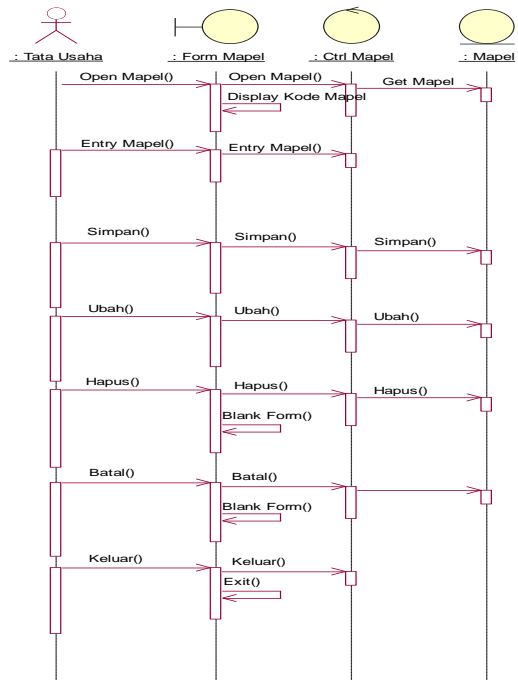 : Tata Usaha : Form Mapel : Ctrl Mapel : Mapel
Open Mapel() Open Mapel() Get Mapel
Display Kode Mapel
Entry Mapel() Entry Mapel()
Simpan() Simpan() Simpan()
Ubah() Ubah() Ubah()
Hapus() Hapus() Hapus()
Blank Form()
Batal() Batal()
Blank Form()
Keluar() Keluar()
Exit()